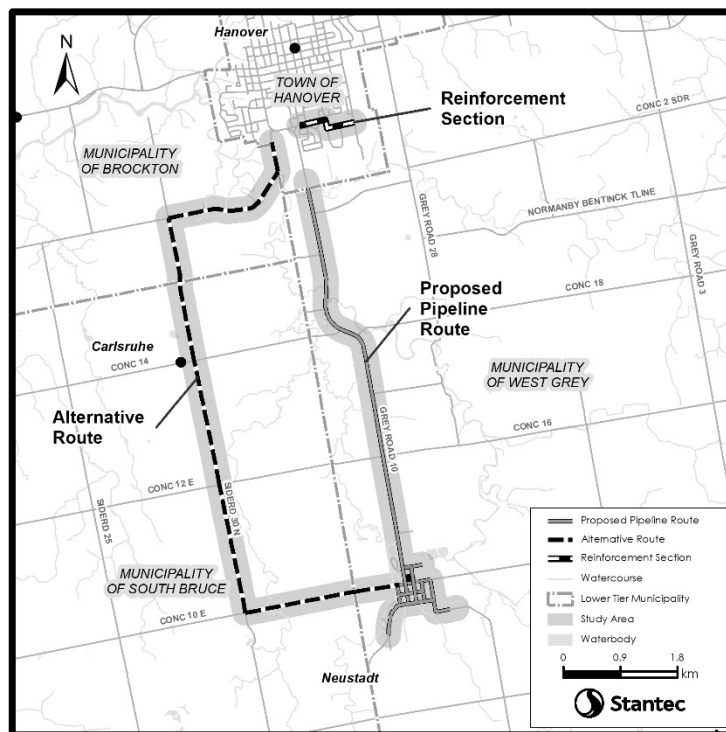 Hanover
N
TOWN OF
HANOVER
Reinforcement
Section
CONC 2 SDR
MUNICIPALITY
OF BROCKTON
NORMANBY BENTINCK TLINE
GREY ROAD 28
GREY ROAD 3
CONC 18
Proposed
Pipeline
Route
Carlsruhe
CONC 14
MUNICIPALITY
OF WEST GREY
Alternative
Route
GREY ROAD 10
CONC 16
CONC 12 E
SIDERD 30 N
SIDERD 25
MUNICIPALITY
OF SOUTH BRUCE
CONC 10 E
Neustadt
Proposed Pipeline Route
Alternative Route
Reinforcement Section
Watercourse
Lower Tier Municipality
Study Area
Waterbody
0 0.9 1.8
km
Stantec